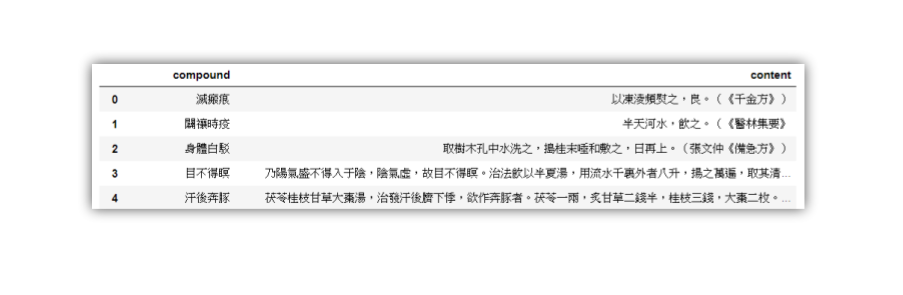 compound content
0 滅瘢痕 以凍淩頻熨之，良。（《千金方》）
1 闢禳時疫 半天河水，飲之。（《醫林集要》
2 身體白駁 取樹木孔中水洗之，搗桂末唾和敷之，日再上。（張文仲《備急方》）
3 目不得瞑 乃陽氣盛不得入于陰，陰氣虛，故目不得瞑。治法飲以半夏湯，用流水千裏外者八升，揚之萬遍，取其清...
4 汗後奔豚 茯苓桂枝甘草大棗湯，治發汗後臍下悸，欲作奔豚者。茯苓一兩，炙甘草二錢半，桂枝三錢，大棗二枚。...